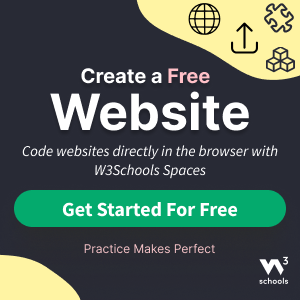 Create a Free
Website
Code websites directly in the browser with
W3Schools Spaces
Get Started For Free
Practice Makes Perfect
W3
schools